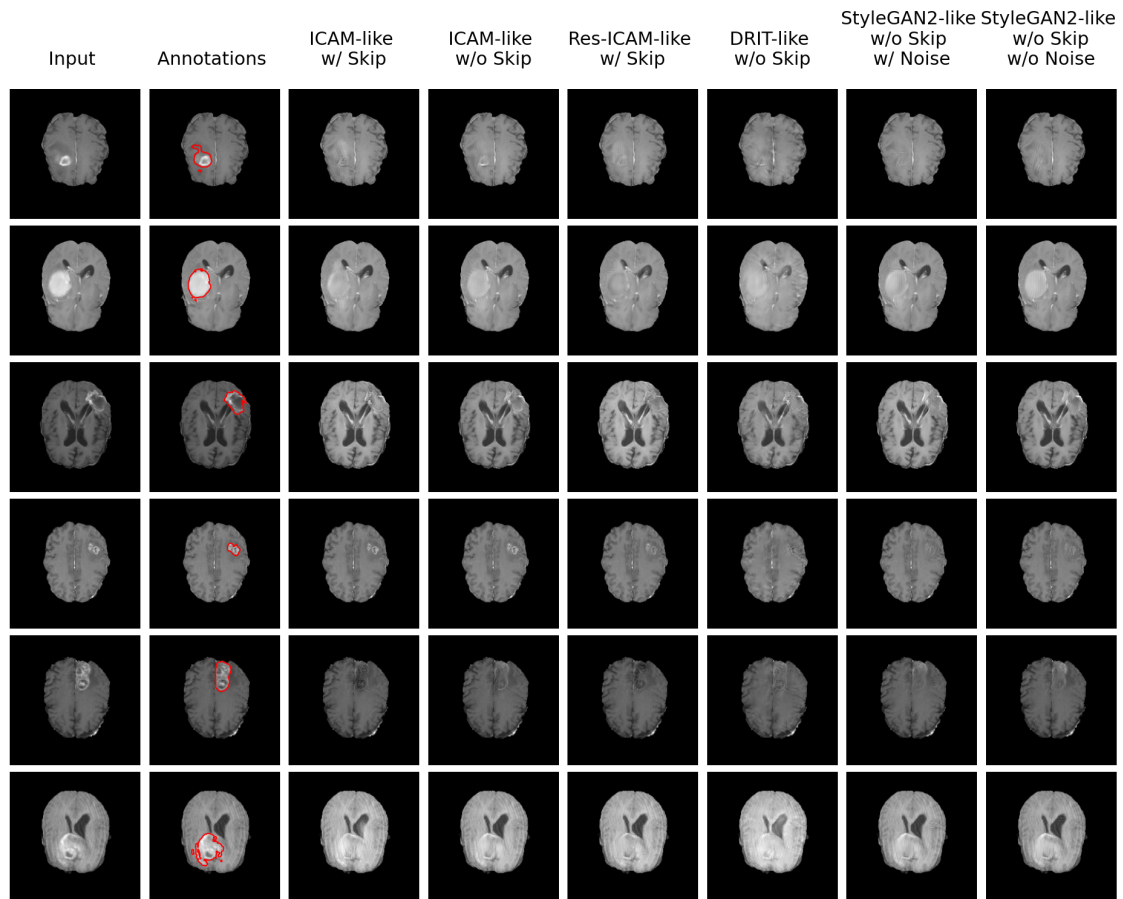 Input
Annotations
ICAM-like
w/ Skip
ICAM-like
w/o Skip
Res-ICAM-like
w/ Skip
DRIT-like
w/o Skip
StyleGAN2-like
w/o Skip
w/ Noise
StyleGAN2-like
w/o Skip
w/o Noise